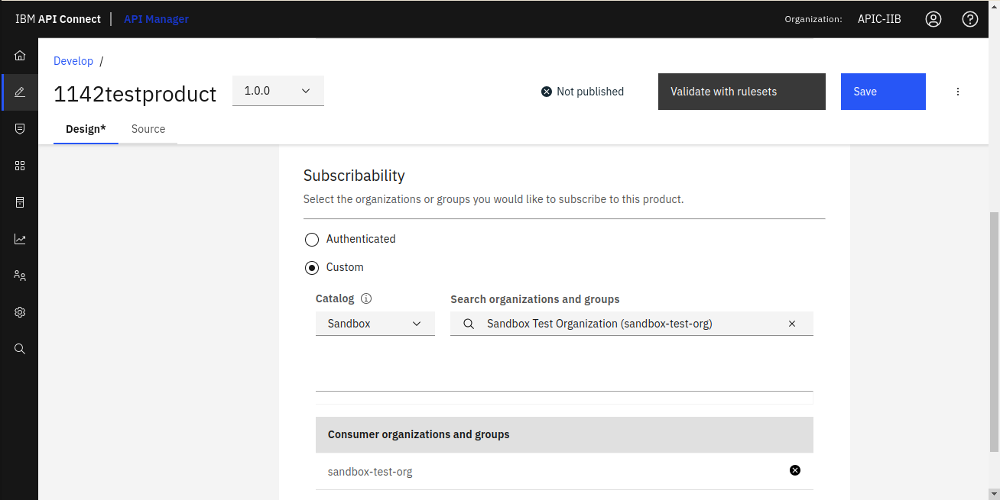 IBM API Connect | API Manager
Organization: APIC-IIB
Develop /
1142testproduct
1.0.0
Not published
Validate with rulesets
Save
Design*
Source
Subscribability
Select the organizations or groups you would like to subscribe to this product.
Authenticated
Custom
Catalog
Search organizations and groups
Sandbox
Sandbox Test Organization (sandbox-test-org)
Consumer organizations and groups
sandbox-test-org